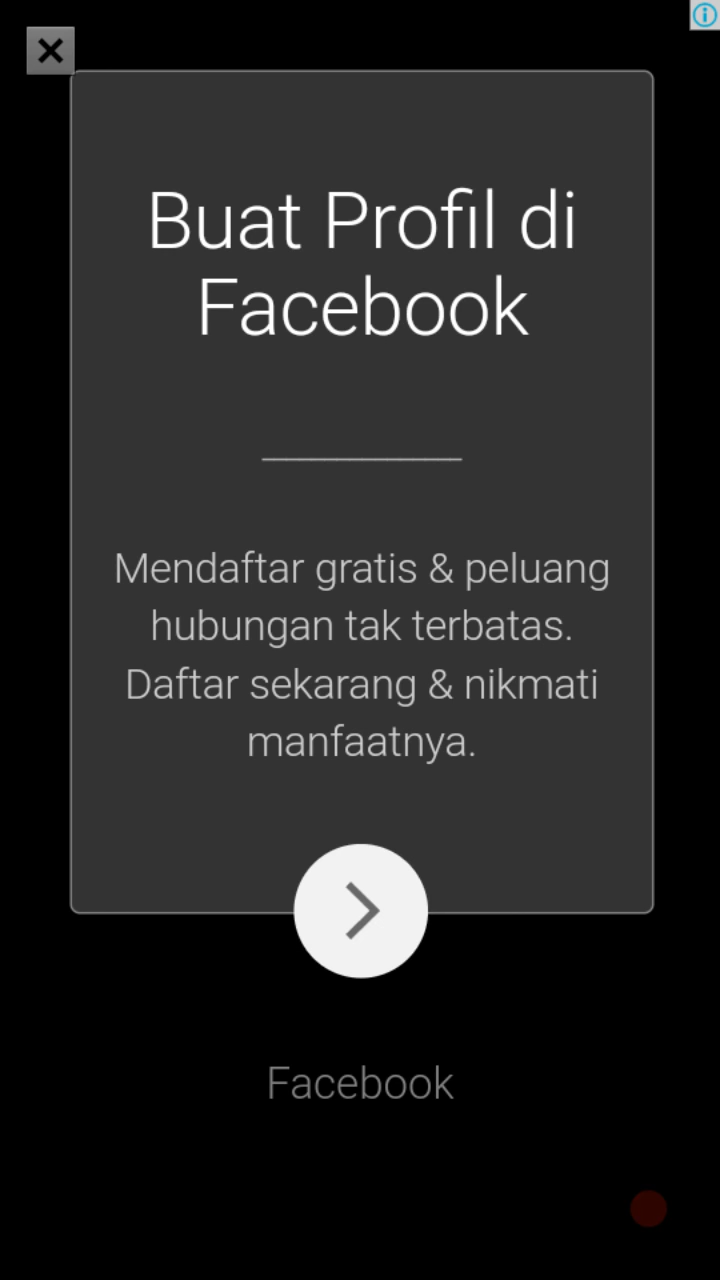 Buat Profil di
Facebook
Mendaftar gratis & peluang
hubungan tak terbatas.
Daftar sekarang & nikmati
manfaatnya.
Facebook